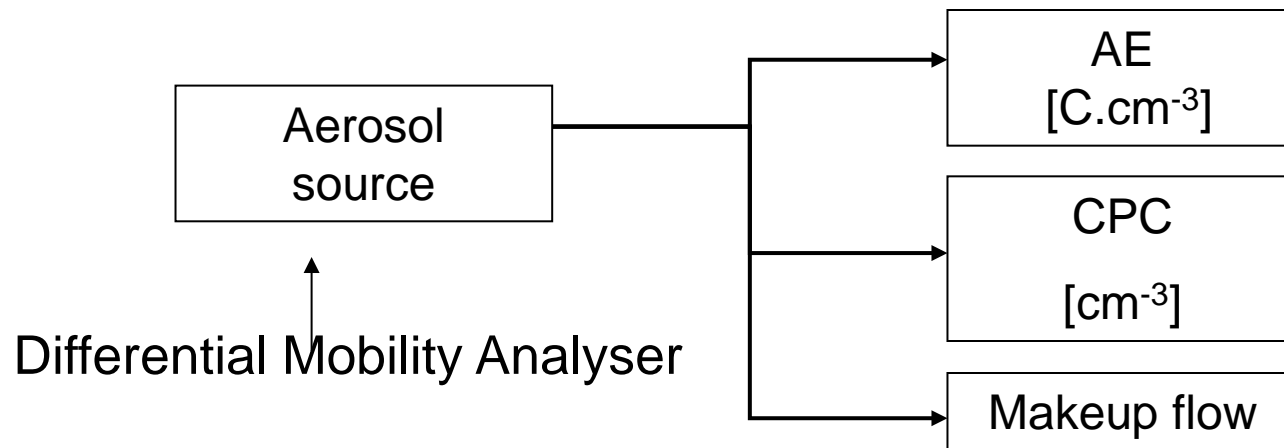 AE
[C.cm⁻³]
Aerosol
source
CPC
[cm⁻³]
Differential Mobility Analyser
Makeup flow